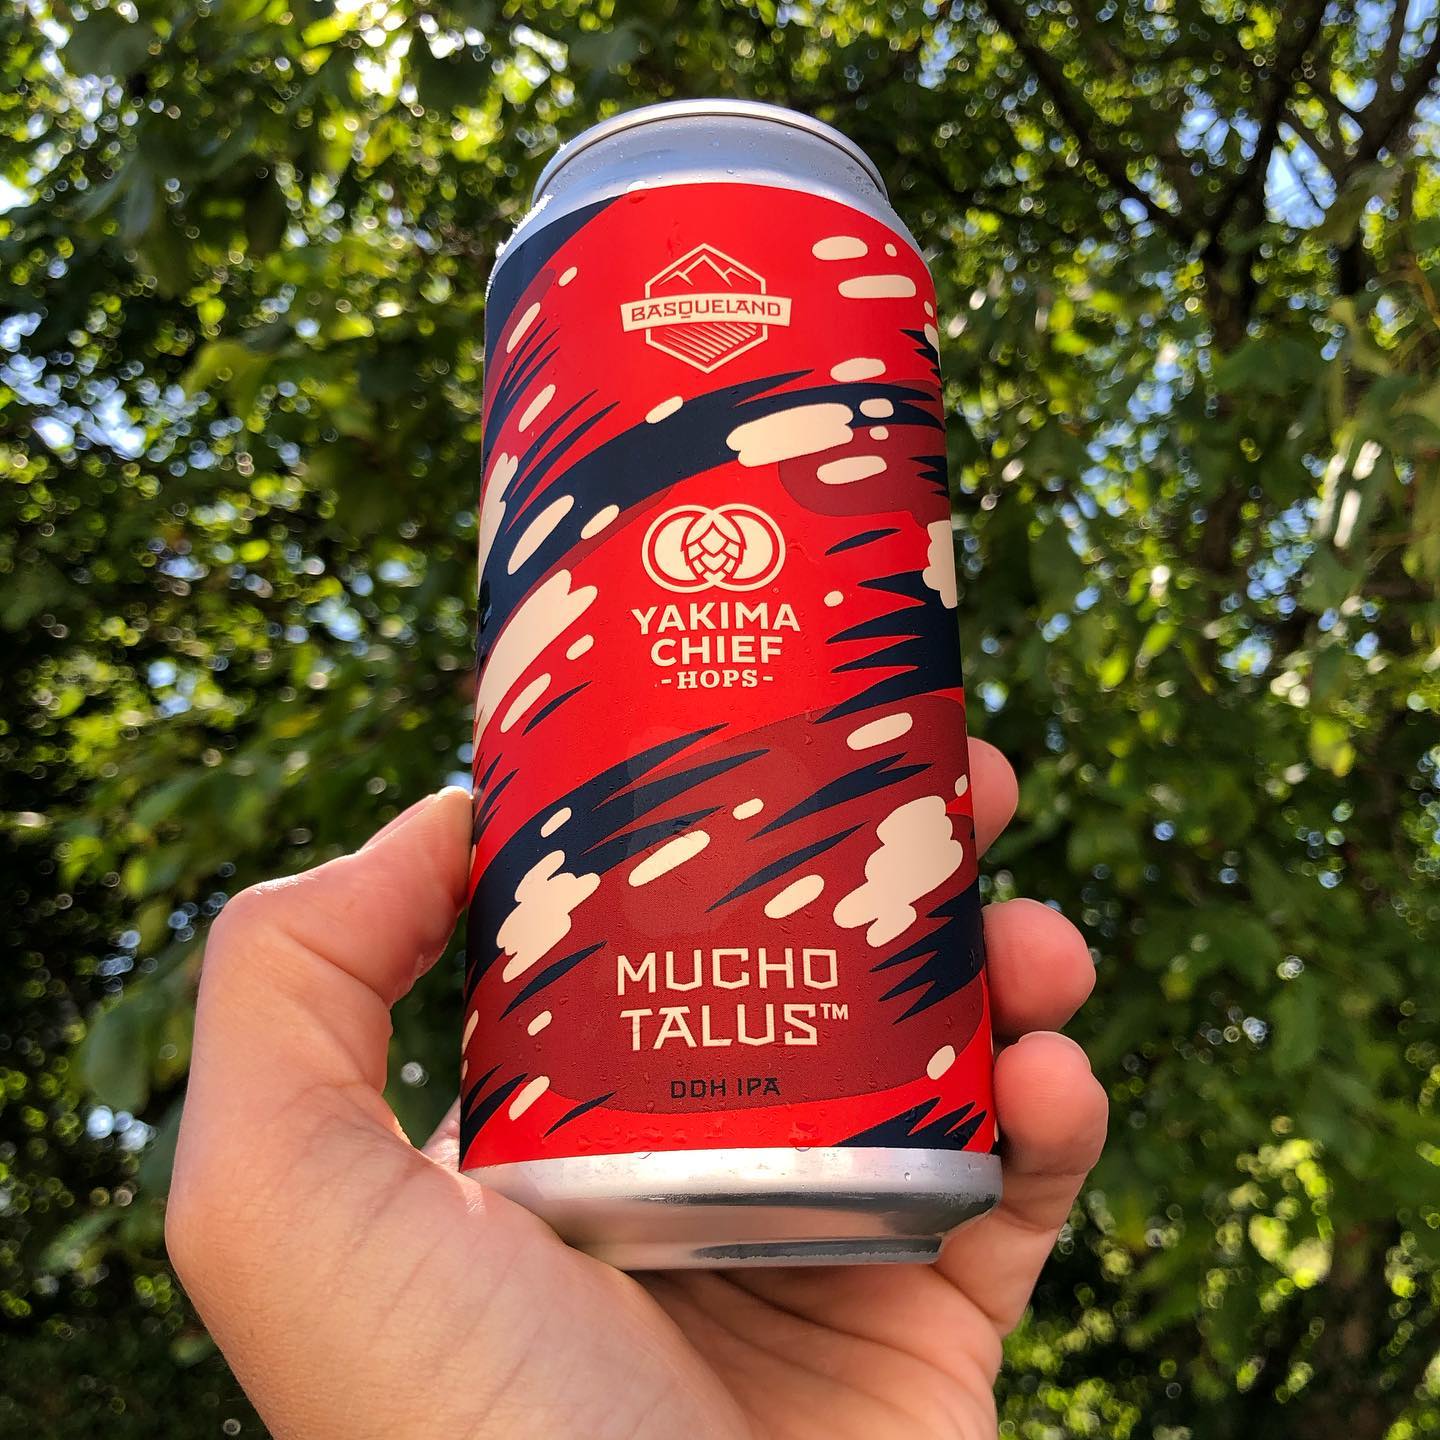 BASQUELAND
YAKIMA
CHIEF
-HOPS-
MUCHO
TALUS™
DDH IPA